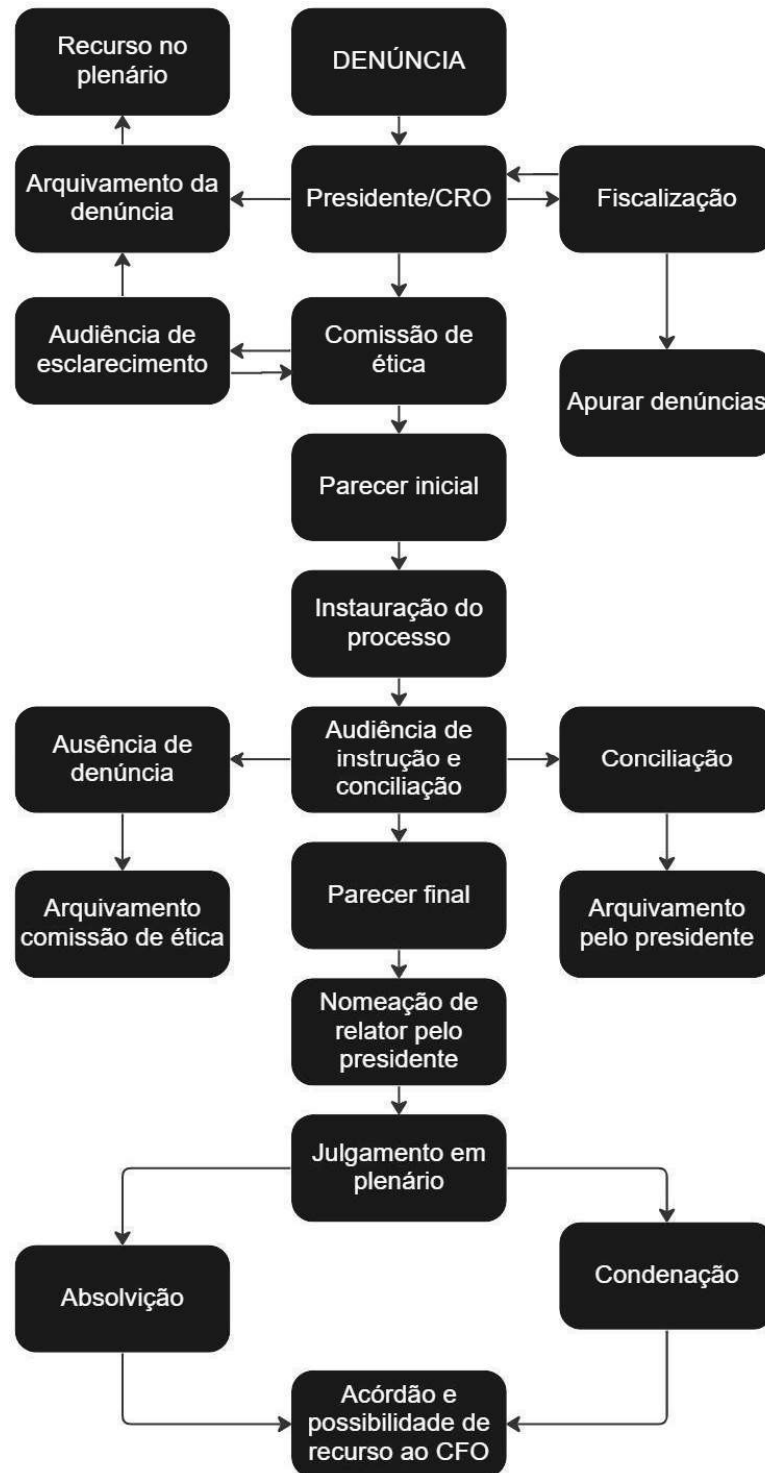 Recurso no
plenário
DENÚNCIA
Arquivamento da
denúncia
Presidente/CRO
Fiscalização
Audiência de
esclarecimento
Comissão de
ética
Apurar denúncias
Parecer inicial
Instauração do
processo
Ausência de
denúncia
Audiência de
instrução e
conciliação
Conciliação
Arquivamento
comissão de ética
Parecer final
Arquivamento
pelo presidente
Nomeação de
relator pelo
presidente
Julgamento em
plenário
Absolvição
Condenação
Acórdão e
possibilidade de
recurso ao CFO